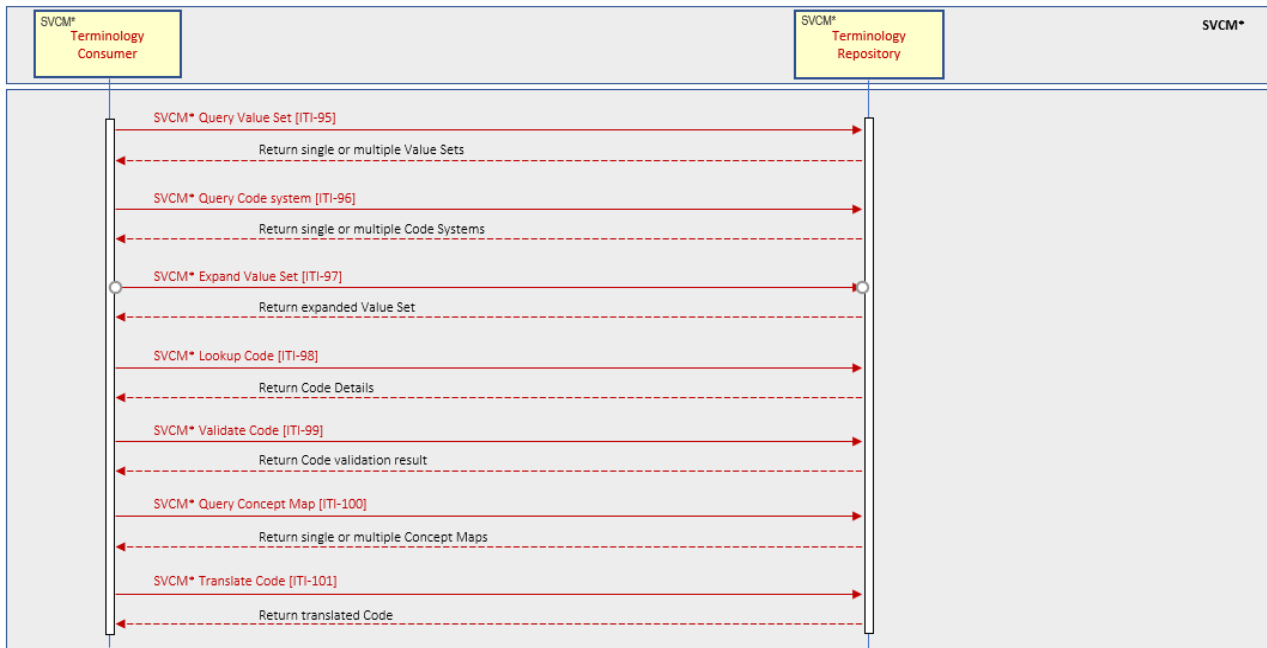 SVCM*
Terminology
Consumer
SVCM*
Terminology
Repository
SVCM*
SVCM* Query Value Set [ITI-95]
Return single or multiple Value Sets
SVCM* Query Code system [ITI-96]
Return single or multiple Code Systems
SVCM* Expand Value Set [ITI-97]
Return expanded Value Set
SVCM* Lookup Code [ITI-98]
Return Code Details
SVCM* Validate Code [ITI-99]
Return Code validation result
SVCM* Query Concept Map [ITI-100]
Return single or multiple Concept Maps
SVCM* Translate Code [ITI-101]
Return translated Code